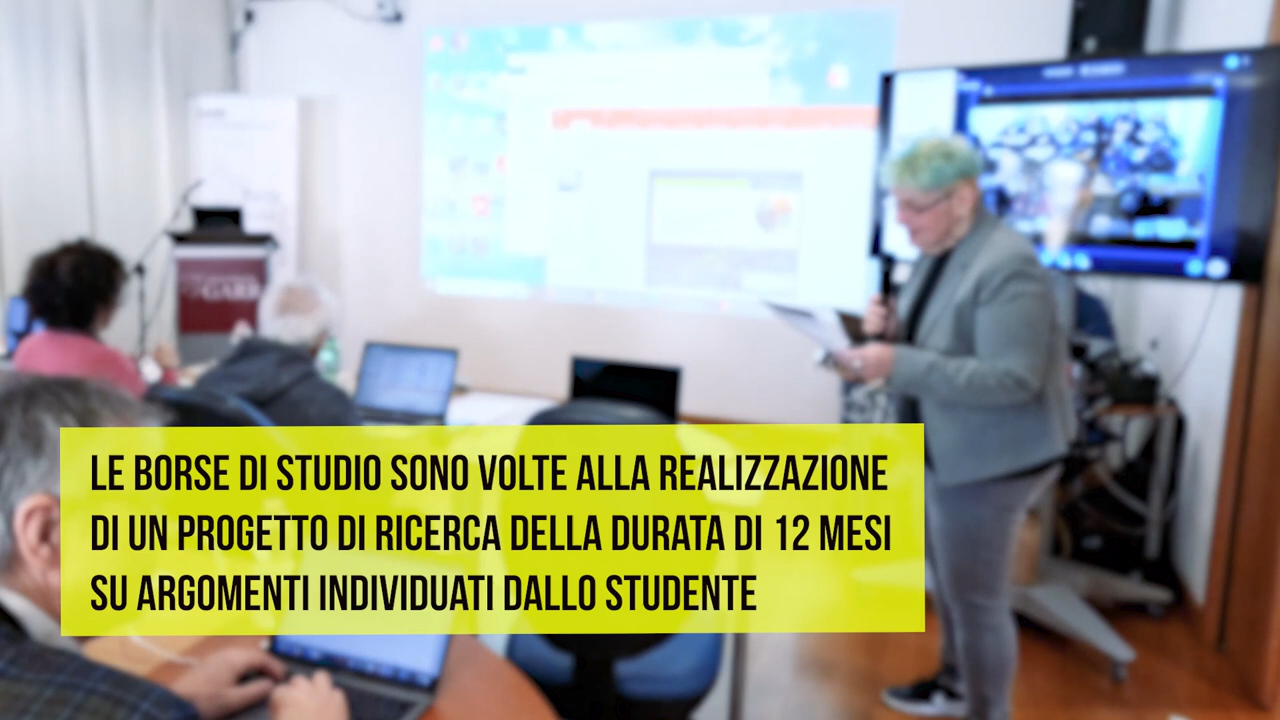 GARR
LE BORSE DI STUDIO SONO VOLTE ALLA REALIZZAZIONE
DI UN PROGETTO DI RICERCA DELLA DURATA DI 12 MESI
SU ARGOMENTI INDIVIDUATI DALLO STUDENTE